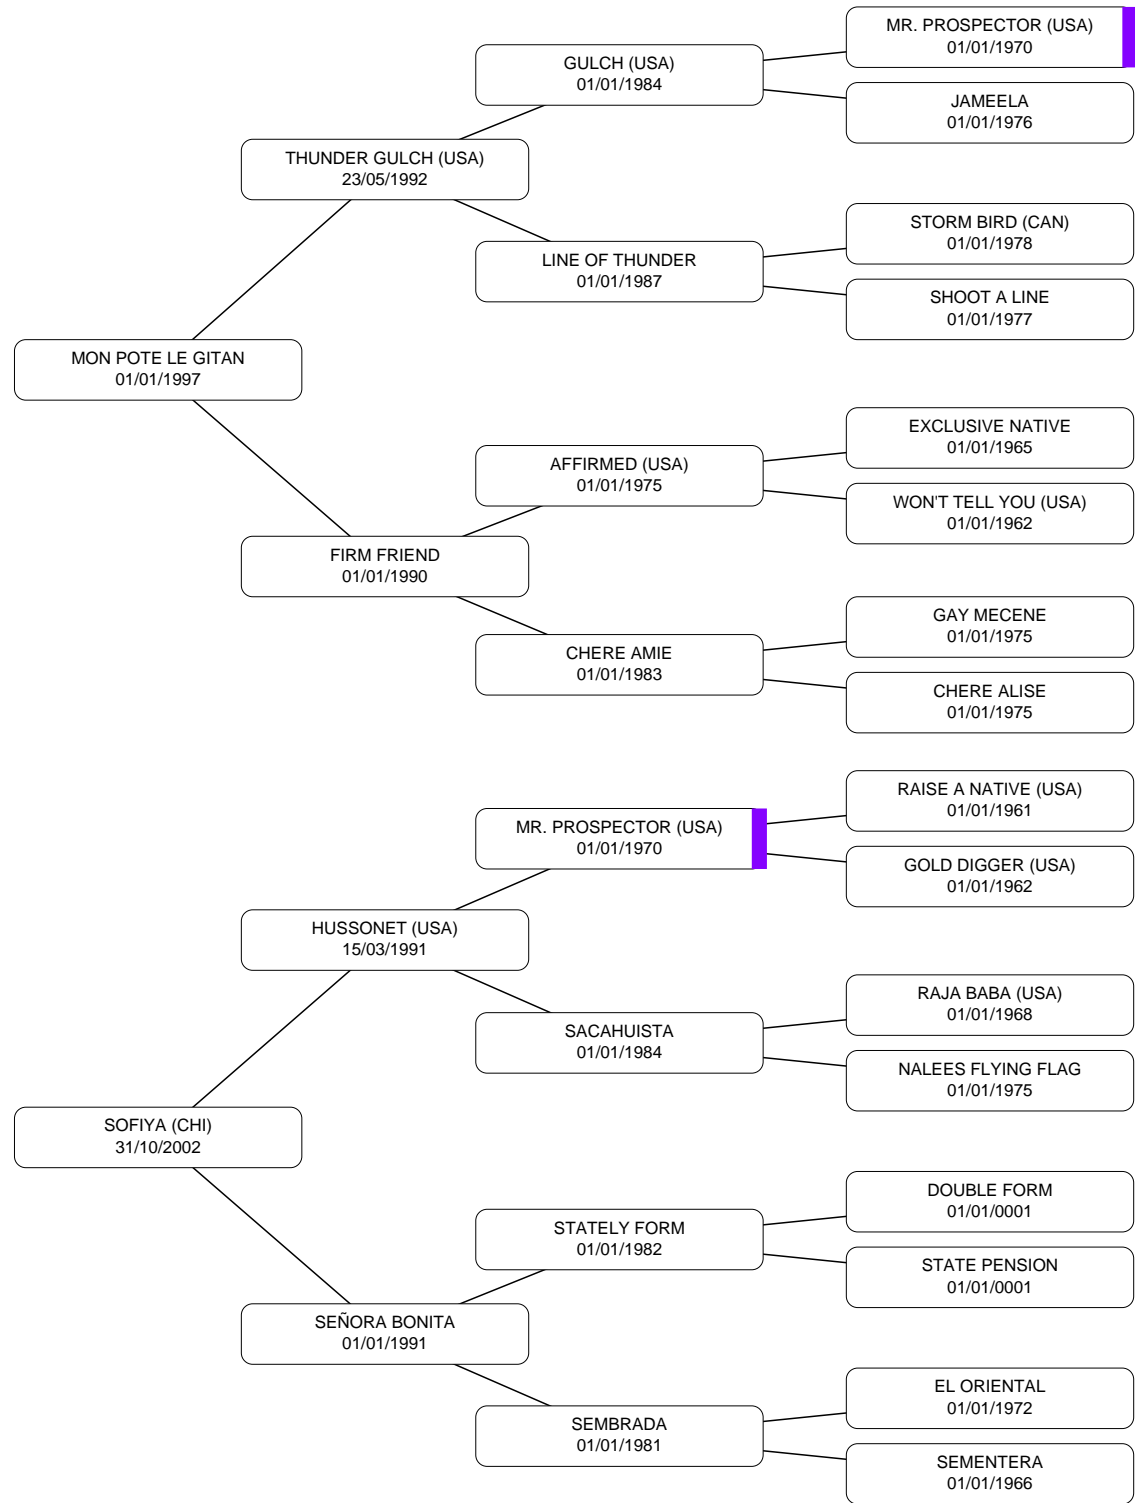 MR. PROSPECTOR (USA)
01/01/1970
GULCH (USA)
01/01/1984
JAMEELA
01/01/1976
THUNDER GULCH (USA)
23/05/1992
STORM BIRD (CAN)
01/01/1978
LINE OF THUNDER
01/01/1987
SHOOT A LINE
01/01/1977
MON POTE LE GITAN
01/01/1997
EXCLUSIVE NATIVE
01/01/1965
AFFIRMED (USA)
01/01/1975
WON'T TELL YOU (USA)
01/01/1962
FIRM FRIEND
01/01/1990
GAY MECENE
01/01/1975
CHERE AMIE
01/01/1983
CHERE ALISE
01/01/1975
RAISE A NATIVE (USA)
01/01/1961
MR. PROSPECTOR (USA)
01/01/1970
GOLD DIGGER (USA)
01/01/1962
HUSSONET (USA)
15/03/1991
RAJA BABA (USA)
01/01/1968
SACAHUISTA
01/01/1984
NALEES FLYING FLAG
01/01/1975
SOFIYA (CHI)
31/10/2002
DOUBLE FORM
01/01/0001
STATELY FORM
01/01/1982
STATE PENSION
01/01/0001
SEÑORA BONITA
01/01/1991
EL ORIENTAL
01/01/1972
SEMBRADA
01/01/1981
SEMENTERA
01/01/1966